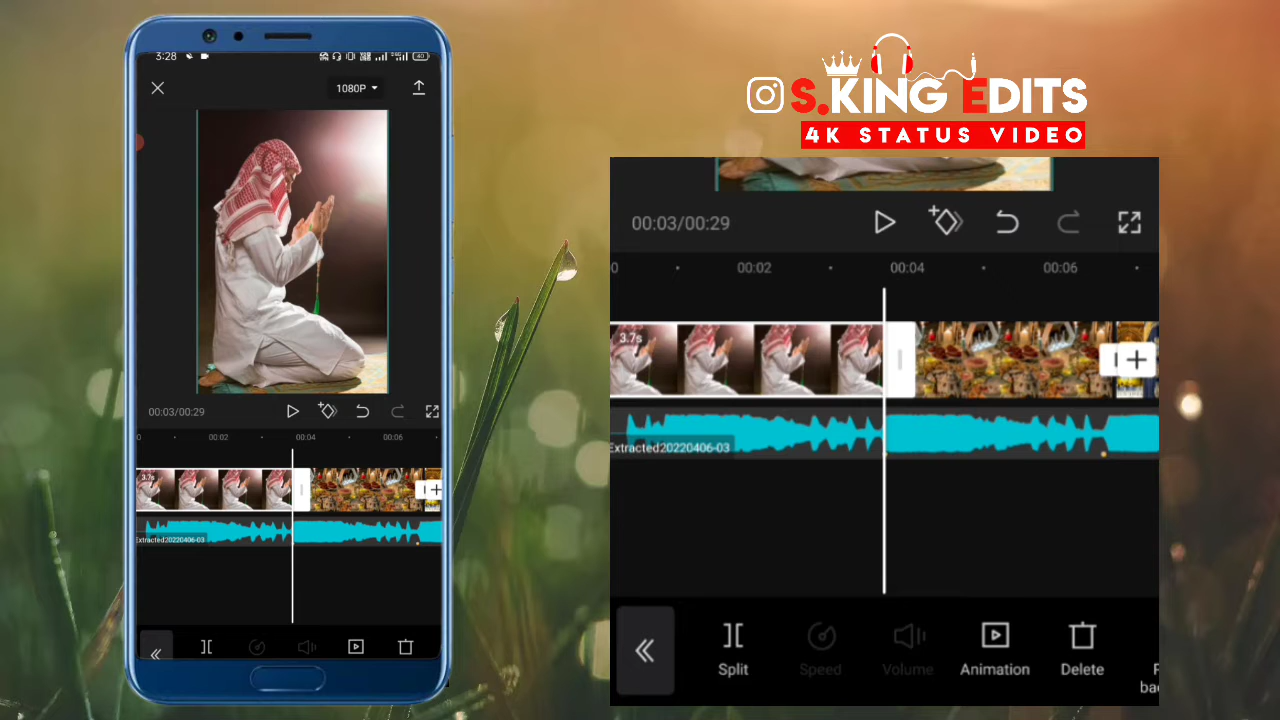 3:28
1080P
00:03/00:29
0
00:02
00:04
00:06
3.7s
Extracted20220406-03
S.KING EDITS
4K STATUS VIDEO
00:03/00:29
0
00:02
00:04
00:06
3.7s
Extracted20220406-03
Split
Speed
Volume
Animation
Delete